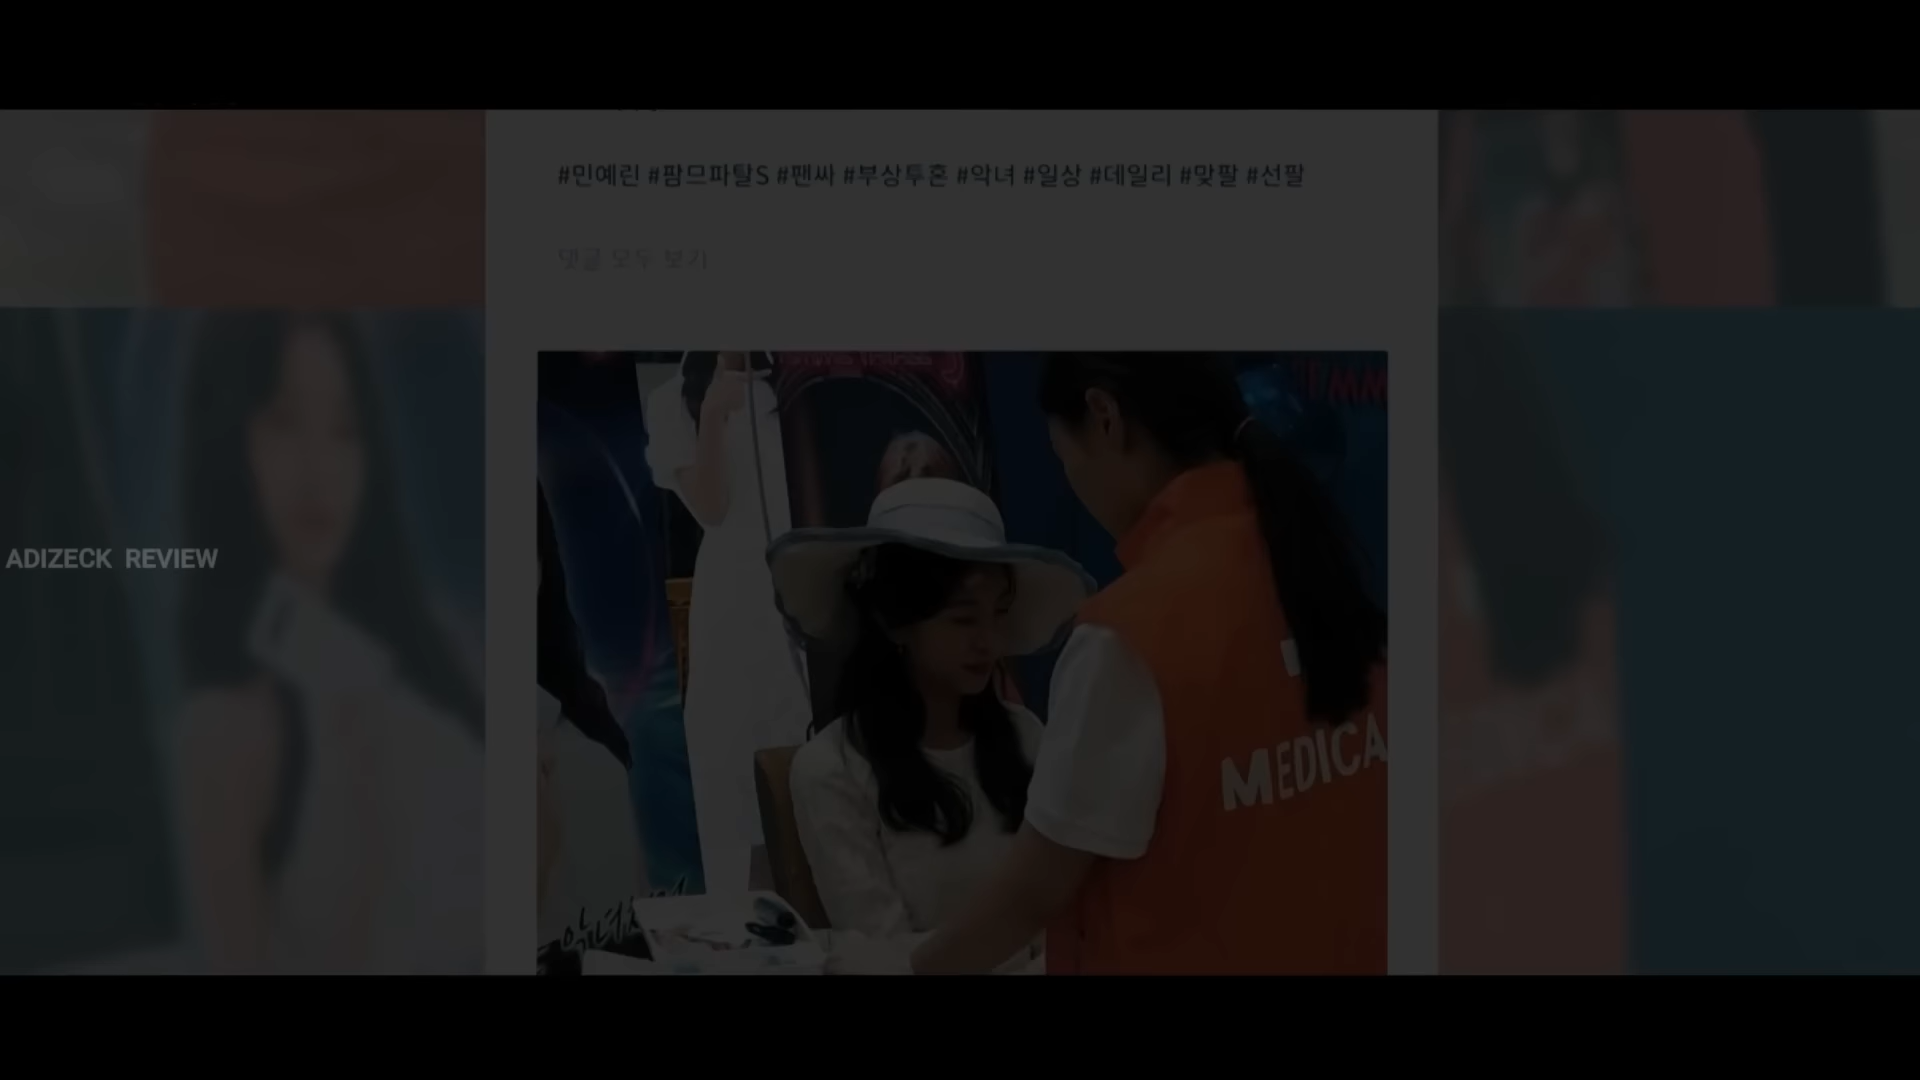 #민예린 #팜므파탈S #팬싸 #부상투혼 #악녀 #일상 #데일리 #맞팔 #선팔
댓글 모두 보기
ADIZECK REVIEW
MEDICA